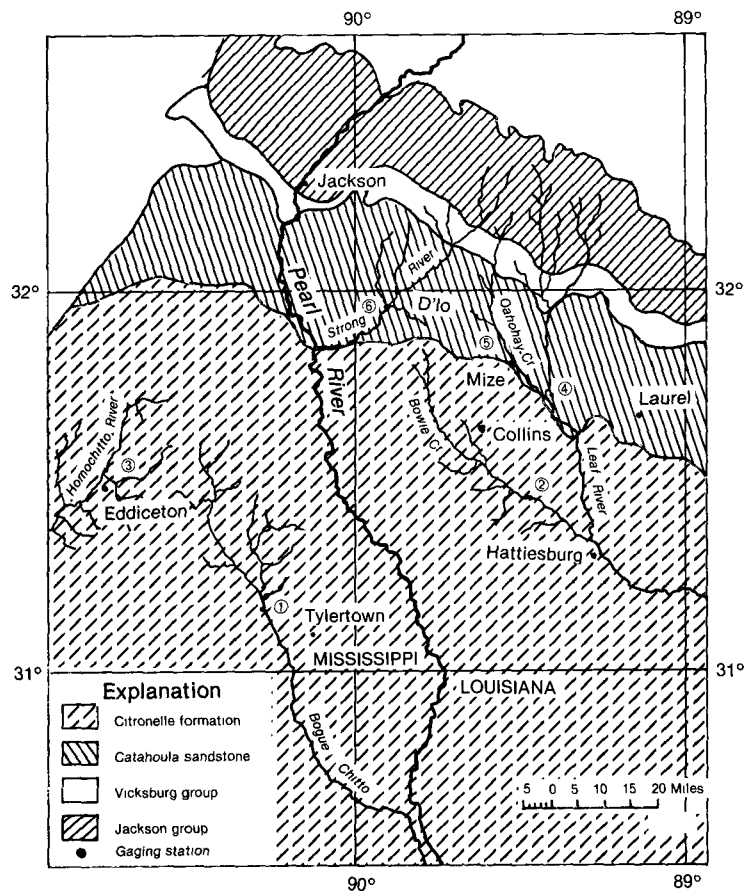 90°
89°
Jackson
32°
32°
Pearl
River
Strong
River
⑥
D'lo
Oahohay Cr.
⑤
Mize
④
Laurel
Bowie Cr.
Collins
②
Leaf River
Hattiesburg
Homochitto River
③
Eddiceton
①
Tylertown
MISSISSIPPI
LOUISIANA
31°
31°
Bogue Chitto
Explanation
Citronelle formation
Catahoula sandstone
Vicksburg group
Jackson group
Gaging station
5 0 5 10 15 20 Miles
90°
89°